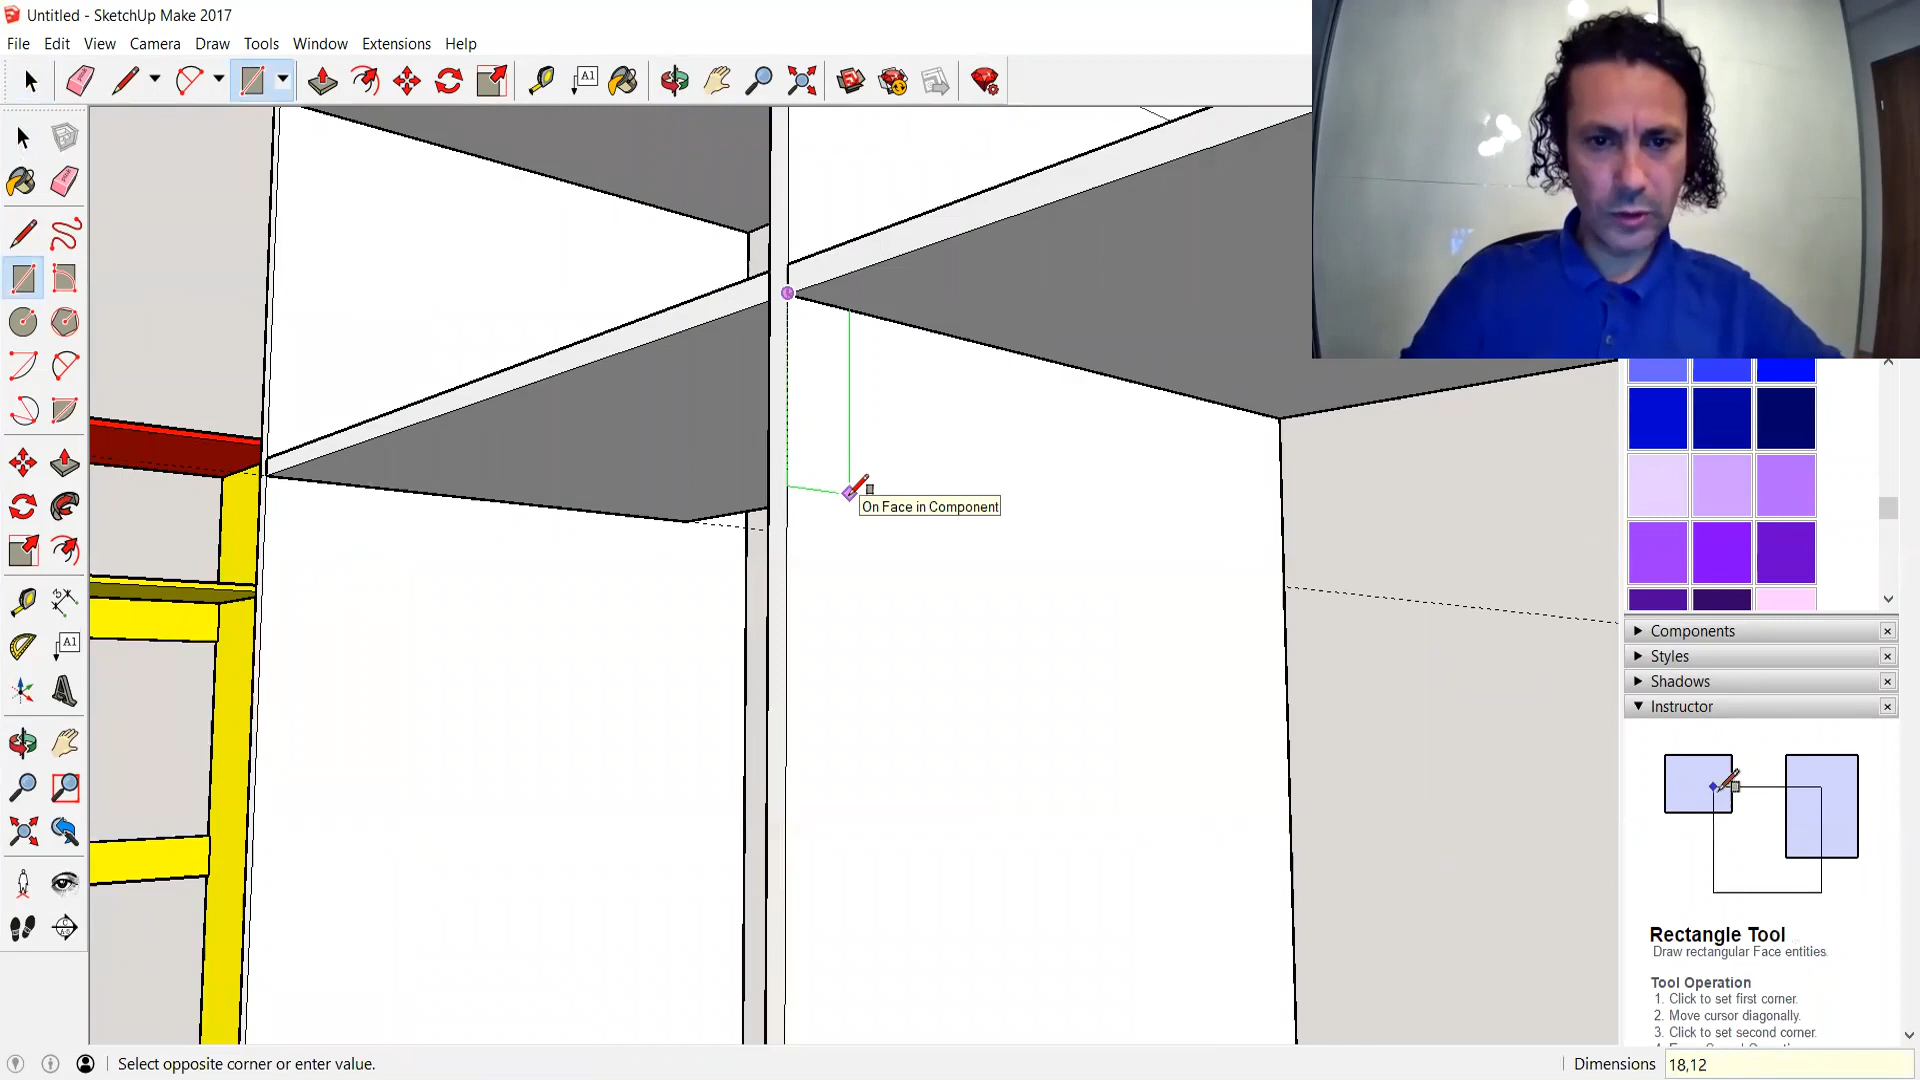 Untitled - SketchUp Make 2017
File Edit View Camera Draw Tools Window Extensions Help
A1
A1
On Face in Component
Components
Styles
Shadows
Instructor
Rectangle Tool
Draw rectangular Face entities.
Tool Operation
1. Click to set first corner.
2. Move cursor diagonally.
3. Click to set second corner.
Select opposite corner or enter value.
Dimensions 18,12